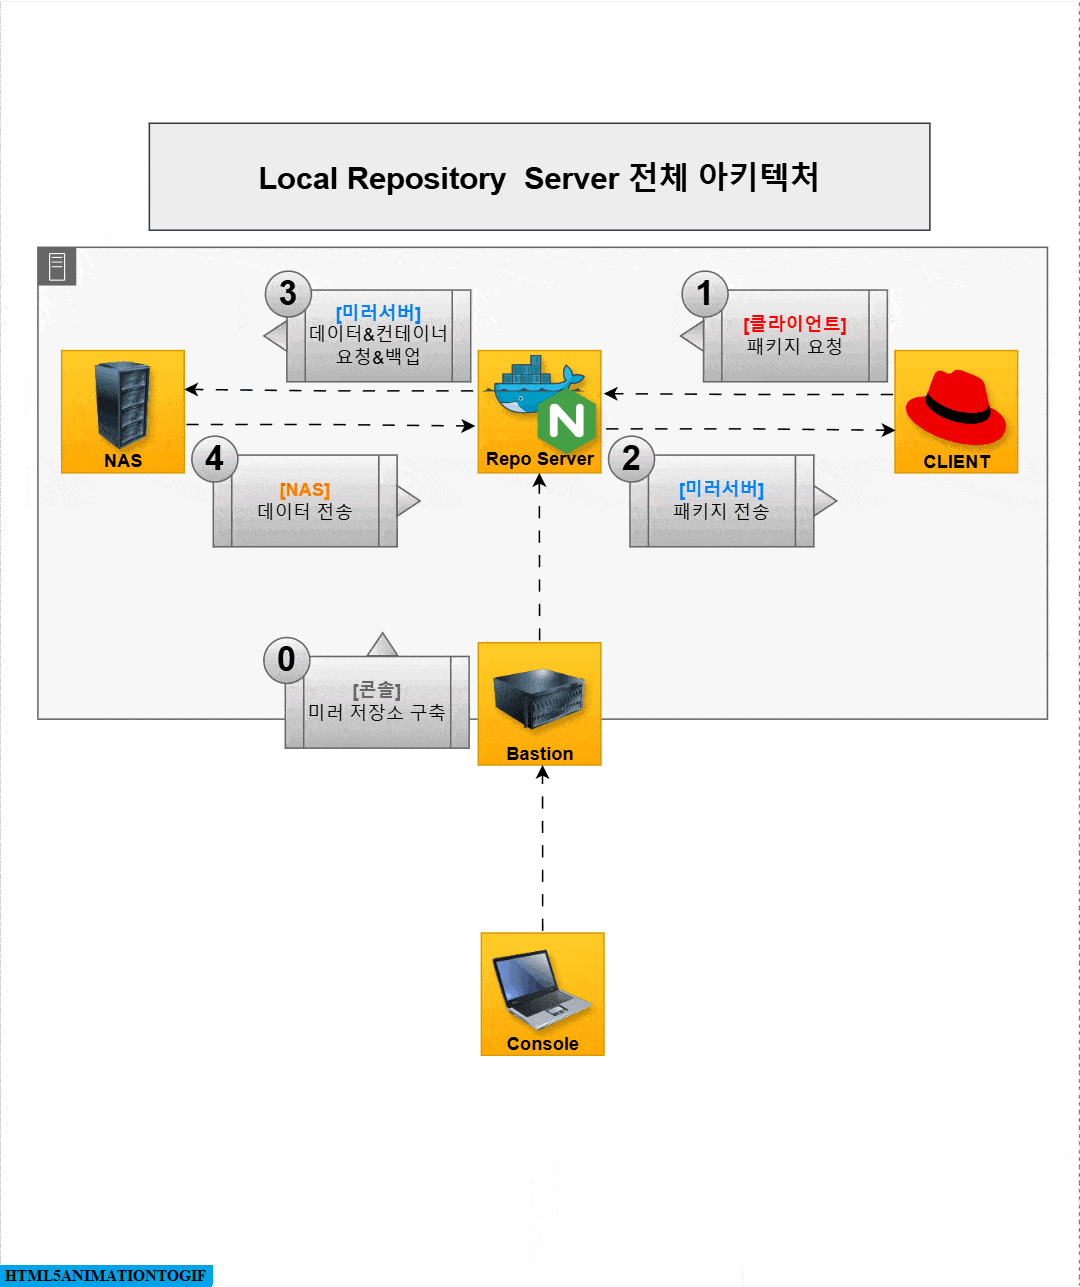 Local Repository  Server 전체 아키텍처
3
[미러서버]
데이터&컨테이너
요청&백업
1
[클라이언트]
패키지 요청
NAS
N
Repo Server
CLIENT
4
[NAS]
데이터 전송
2
[미러서버]
패키지 전송
0
[콘솔]
미러 저장소 구축
Bastion
Console
HTML5ANIMATIONTOGIF